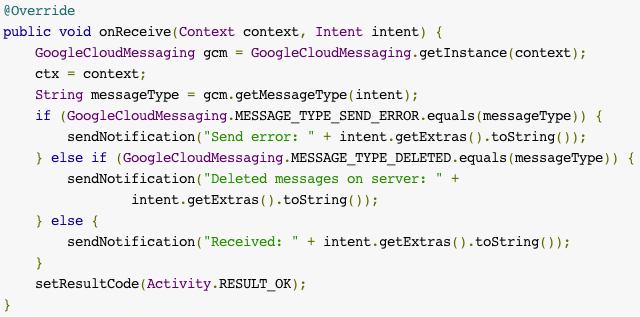 @Override
public void onReceive(Context context, Intent intent) {
    GoogleCloudMessaging gcm = GoogleCloudMessaging.getInstance(context);
    ctx = context;
    String messageType = gcm.getMessageType(intent);
    if (GoogleCloudMessaging.MESSAGE_TYPE_SEND_ERROR.equals(messageType)) {
        sendNotification("Send error: " + intent.getExtras().toString());
    } else if (GoogleCloudMessaging.MESSAGE_TYPE_DELETED.equals(messageType)) {
        sendNotification("Deleted messages on server: " +
                intent.getExtras().toString());
    } else {
        sendNotification("Received: " + intent.getExtras().toString());
    }
    setResultCode(Activity.RESULT_OK);
}